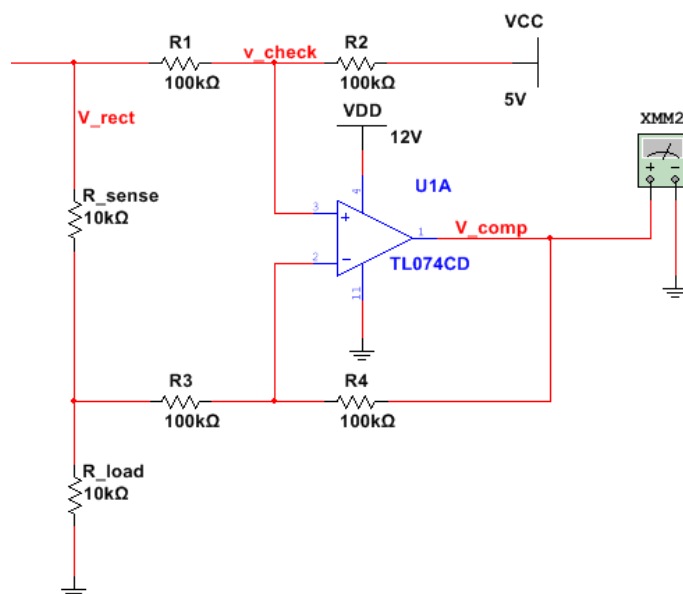 VCC
R1
v_check
R2
100kΩ
100kΩ
5V
V_rect
VDD
12V
XMM2
U1A
4
R_sense
10kΩ
3
+
1
V_comp
2
−
TL074CD
11
+ −
R3
R4
100kΩ
100kΩ
R_load
10kΩ